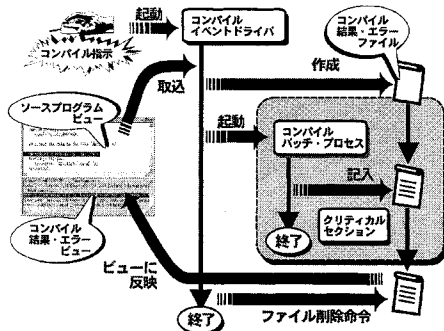 起動
コンパイル
イベントドライバ
コンパイル指示
コンパイル
結果・エラー
ファイル
取込
作成
ソースプログラム
ビュー
起動
コンパイル
バッチ・プロセス
記入
クリティカル
セクション
終了
コンパイル
結果・エラー
ビュー
ビューに
反映
終了
ファイル削除命令